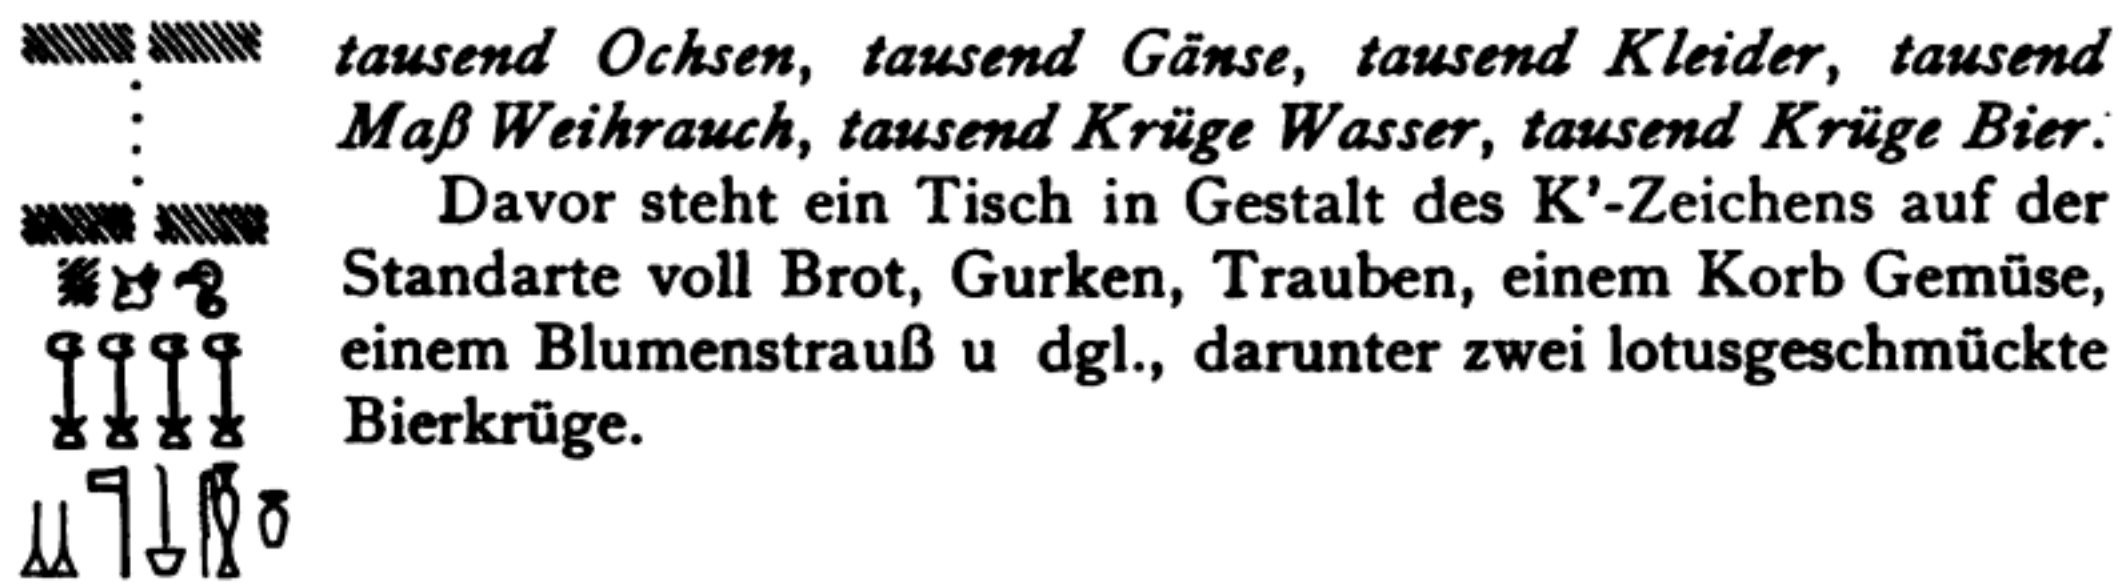 tausend Ochsen, tausend Gänse, tausend Kleider, tausend
Maß Weihrauch, tausend Krüge Wasser, tausend Krüge Bier.
Davor steht ein Tisch in Gestalt des K’-Zeichens auf der
Standarte voll Brot, Gurken, Trauben, einem Korb Gemüse,
einem Blumenstrauß u dgl., darunter zwei lotusgeschmückte
Bierkrüge.